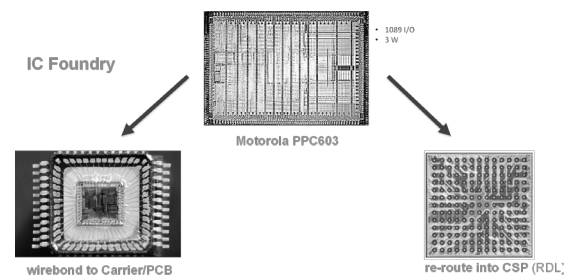 • 1089 I/O
• 3 W
IC Foundry
Motorola PPC603
wirebond to Carrier/PCB
re-route into CSP (RDL)